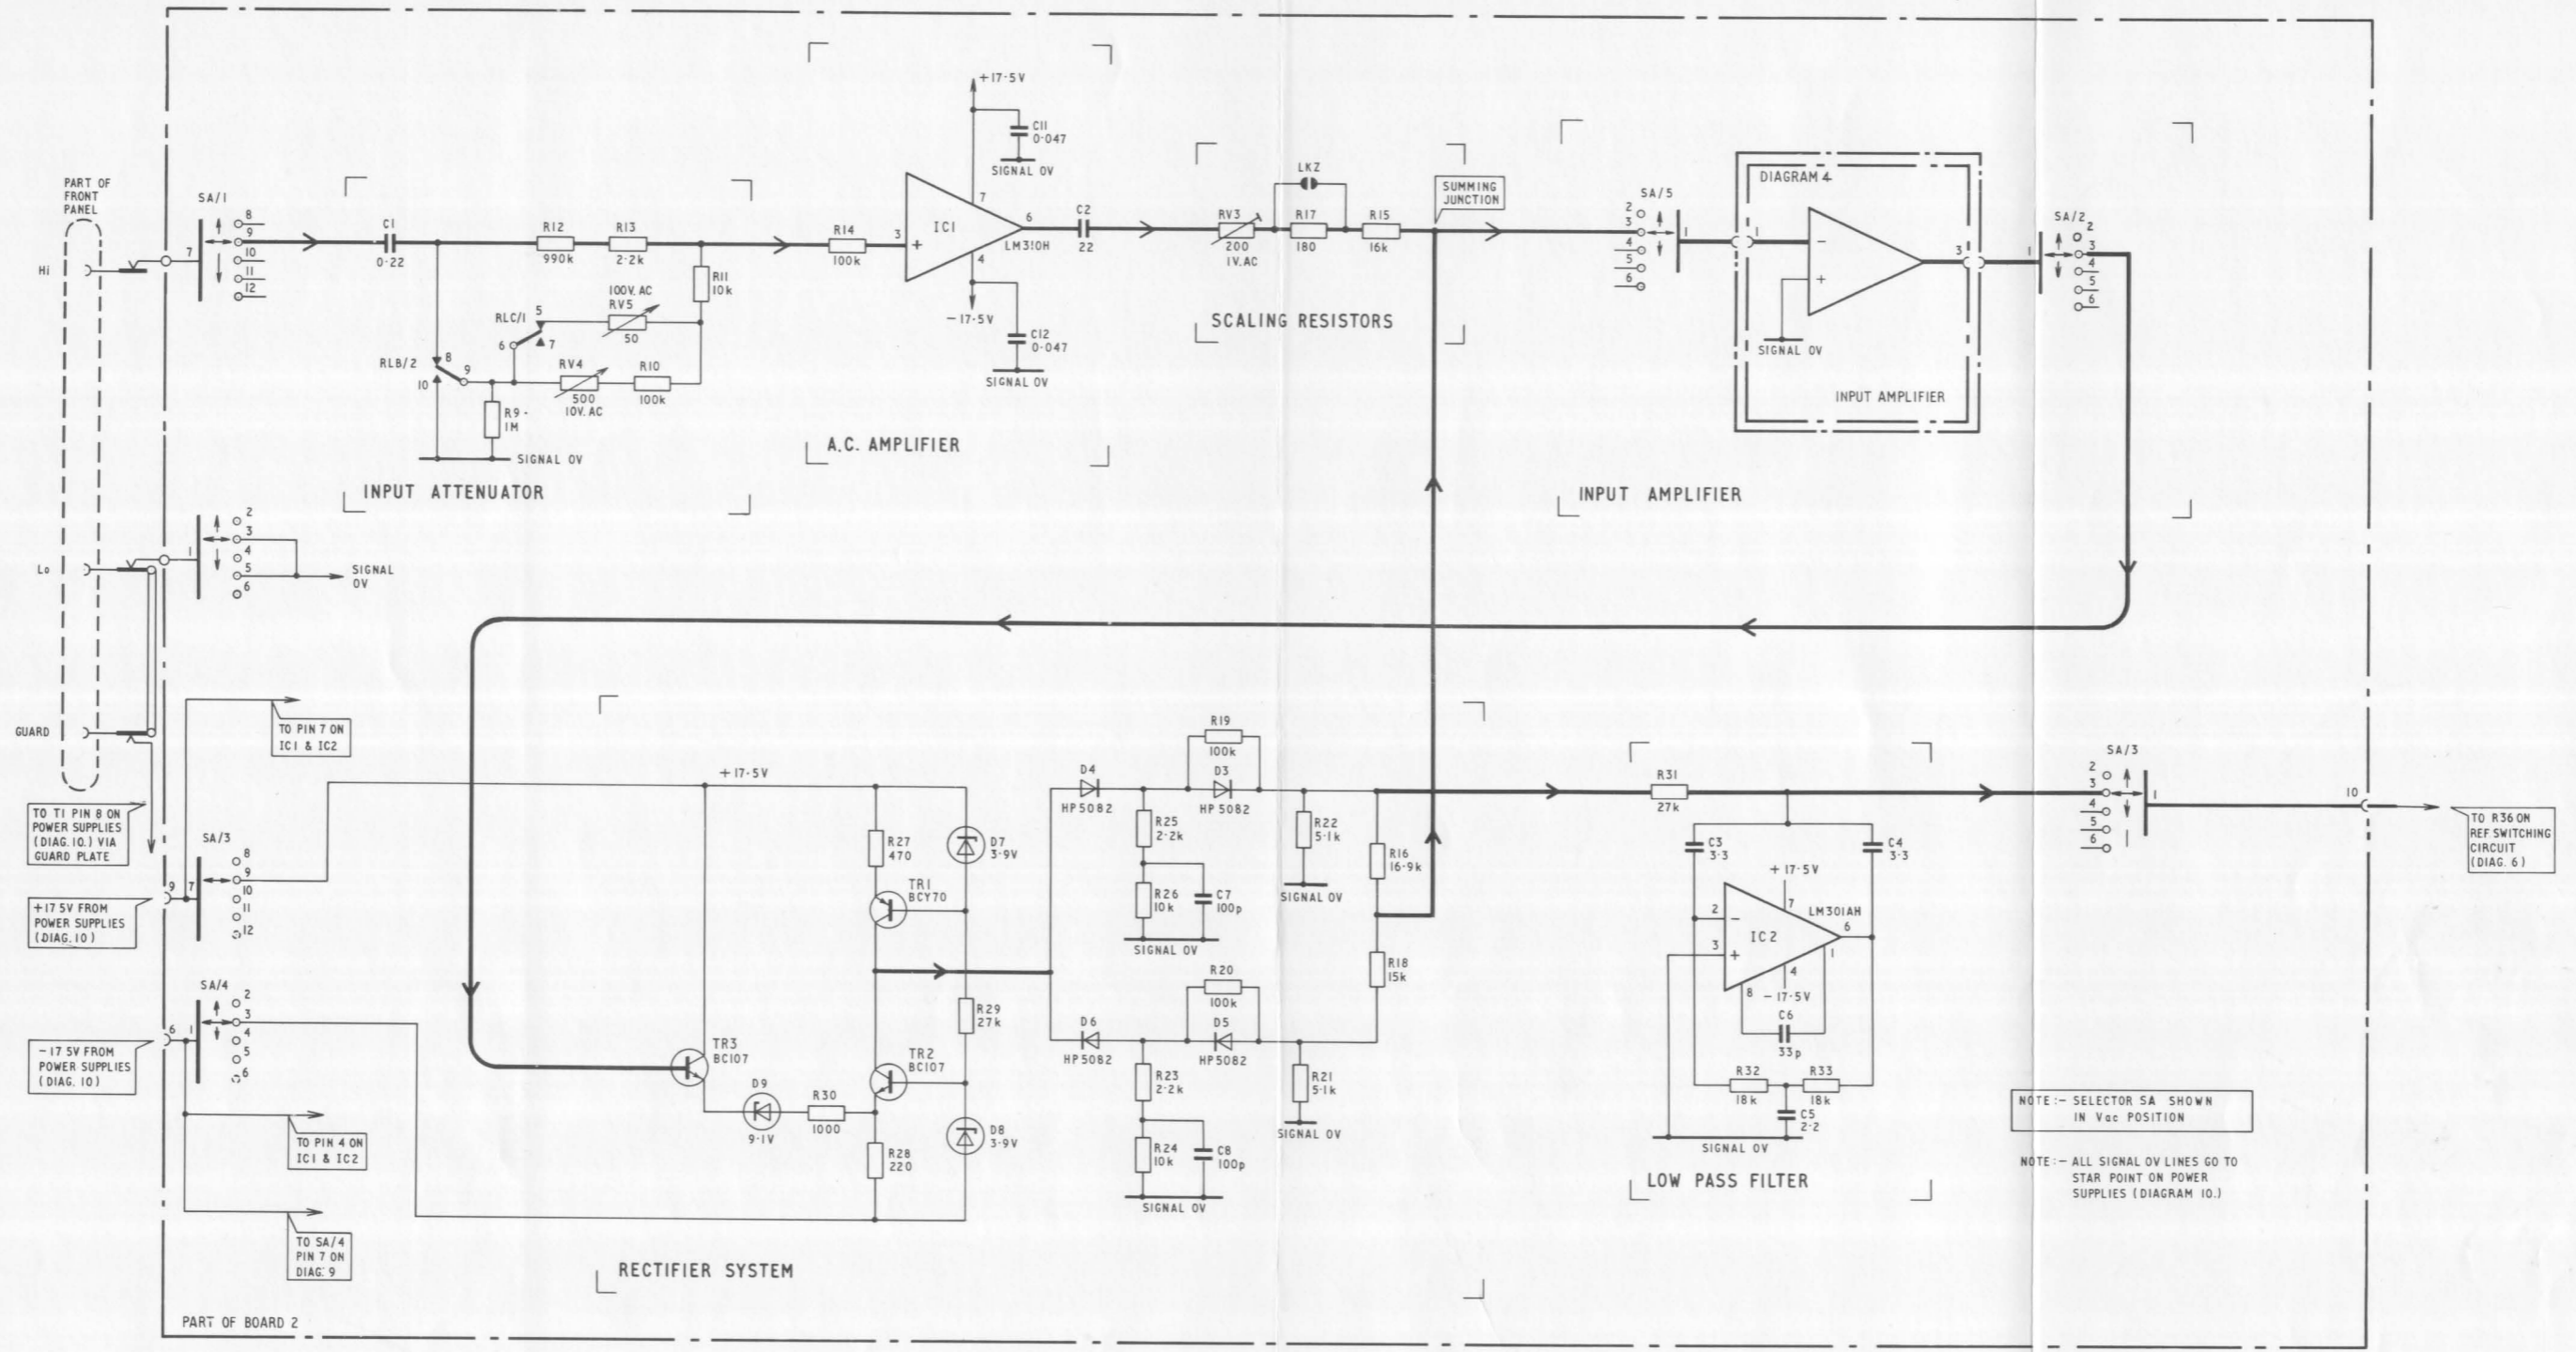 PART OF
FRONT
PANEL
Hi
Lo
GUARD
SA/1
7
8
9
10
11
12
C1
0·22
R12
990k
R13
2·2k
R11
10k
100V. AC
RV5
50
RLC/1
5
6
7
RLB/2
8
9
10
RV4
500
10V. AC
R10
100k
R9
1M
SIGNAL 0V
INPUT ATTENUATOR
R14
100k
+17·5V
C11
0·047
SIGNAL 0V
7
3
+
IC1
6
LM310H
4
-17·5V
C12
0·047
SIGNAL 0V
A.C. AMPLIFIER
C2
22
RV3
200
1V. AC
LKZ
R17
180
R15
16k
SCALING RESISTORS
SUMMING
JUNCTION
SA/5
2
3
4
5
6
1
DIAGRAM 4
1
-
+
3
SIGNAL 0V
INPUT AMPLIFIER
INPUT AMPLIFIER
SA/2
1
2
3
4
5
6
1
2
3
4
5
6
SIGNAL
0V
TO PIN 7 ON
IC1 & IC2
TO T1 PIN 8 ON
POWER SUPPLIES
(DIAG. 10.) VIA
GUARD PLATE
SA/3
8
9
10
11
12
9
7
+17 5V FROM
POWER SUPPLIES
(DIAG. 10)
SA/4
2
3
4
5
6
6
1
-17 5V FROM
POWER SUPPLIES
(DIAG. 10)
TO PIN 4 ON
IC1 & IC2
TO SA/4
PIN 7 ON
DIAG. 9
PART OF BOARD 2
+17·5V
R27
470
D7
3·9V
TR1
BCY70
R29
27k
TR3
BC107
TR2
BC107
D9
9·1V
R30
1000
R28
220
D8
3·9V
RECTIFIER SYSTEM
D4
HP5082
R19
100k
D3
HP5082
R25
2·2k
R26
10k
C7
100p
SIGNAL 0V
R22
5·1k
SIGNAL 0V
R16
16·9k
R18
15k
R20
100k
D6
HP5082
D5
HP5082
R23
2·2k
R24
10k
C8
100p
SIGNAL 0V
R21
5·1k
SIGNAL 0V
R31
27k
C3
3·3
C4
3·3
+17·5V
7
LM301AH
2
-
3
+
IC2
6
1
4
8
-17·5V
C6
33p
R32
18k
R33
18k
C5
2·2
SIGNAL 0V
LOW PASS FILTER
SA/3
2
3
4
5
6
1
10
TO R36 ON
REF SWITCHING
CIRCUIT
(DIAG. 6)
NOTE:- SELECTOR SA SHOWN
IN Vac POSITION
NOTE:- ALL SIGNAL 0V LINES GO TO
STAR POINT ON POWER
SUPPLIES (DIAGRAM 10.)